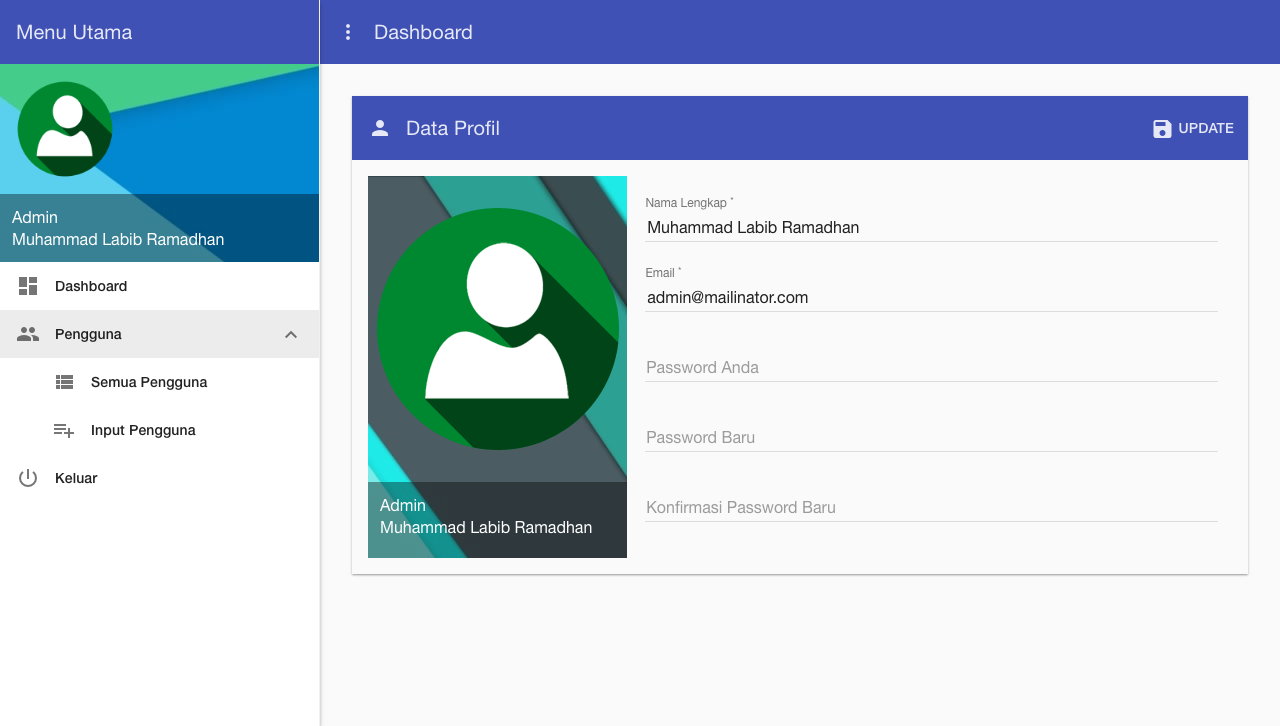 Menu Utama
Admin
Muhammad Labib Ramadhan
Dashboard
Pengguna
Semua Pengguna
Input Pengguna
Keluar
Dashboard
Data Profil
UPDATE
Admin
Muhammad Labib Ramadhan
Nama Lengkap *
Muhammad Labib Ramadhan
Email *
admin@mailinator.com
Password Anda
Password Baru
Konfirmasi Password Baru